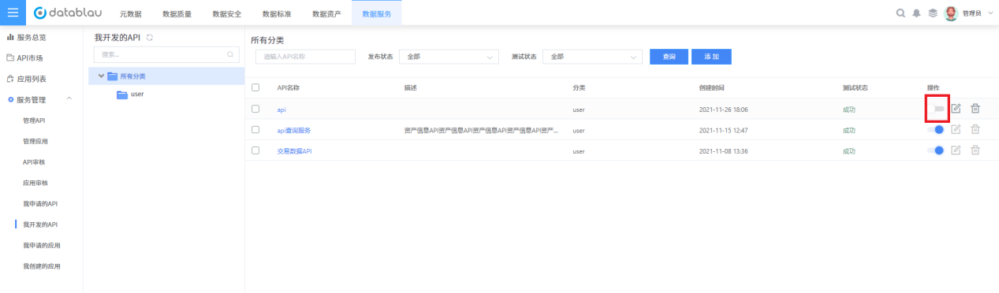 datablau 元数据 数据质量 数据安全 数据标准 数据资产 数据服务 管理员
服务总览
API市场
应用列表
服务管理
管理API
管理应用
API审核
应用审核
我申请的API
我开发的API
我申请的应用
我创建的应用
我开发的API
搜索...
所有分类
user
所有分类
请输入API名称 发布状态 全部 测试状态 全部 查询 添加
API名称 描述 分类 创建时间 测试状态 操作
api user 2021-11-26 18:06 成功
api查询服务 资产信息API资产信息API资产信息API资产信息API资产... user 2021-11-15 12:47 成功
交易数据API user 2021-11-08 13:36 成功